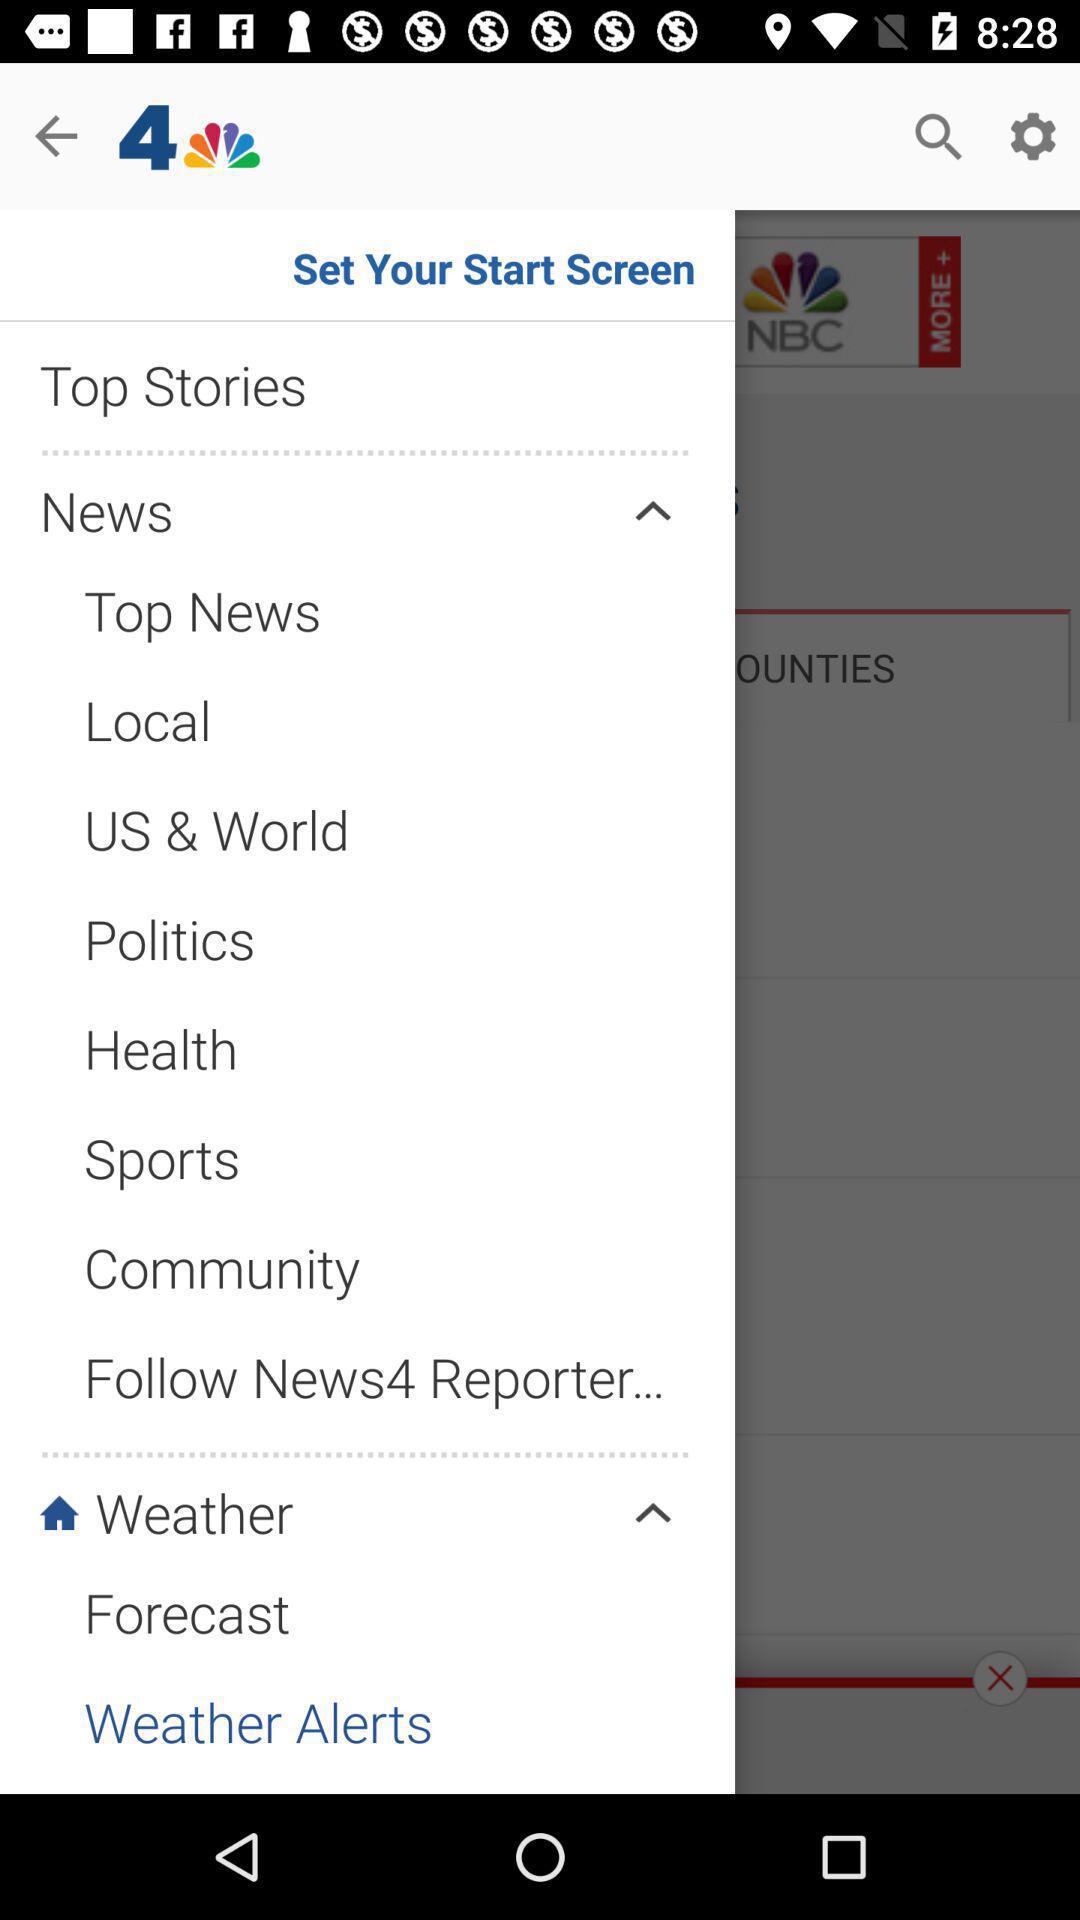 8:28
4
Set Your Start Screen
NBC
MORE +
Top Stories
News
Top News
OUNTIES
Local
US & World
Politics
Health
Sports
Community
Follow News4 Reporter...
Weather
Forecast
Weather Alerts